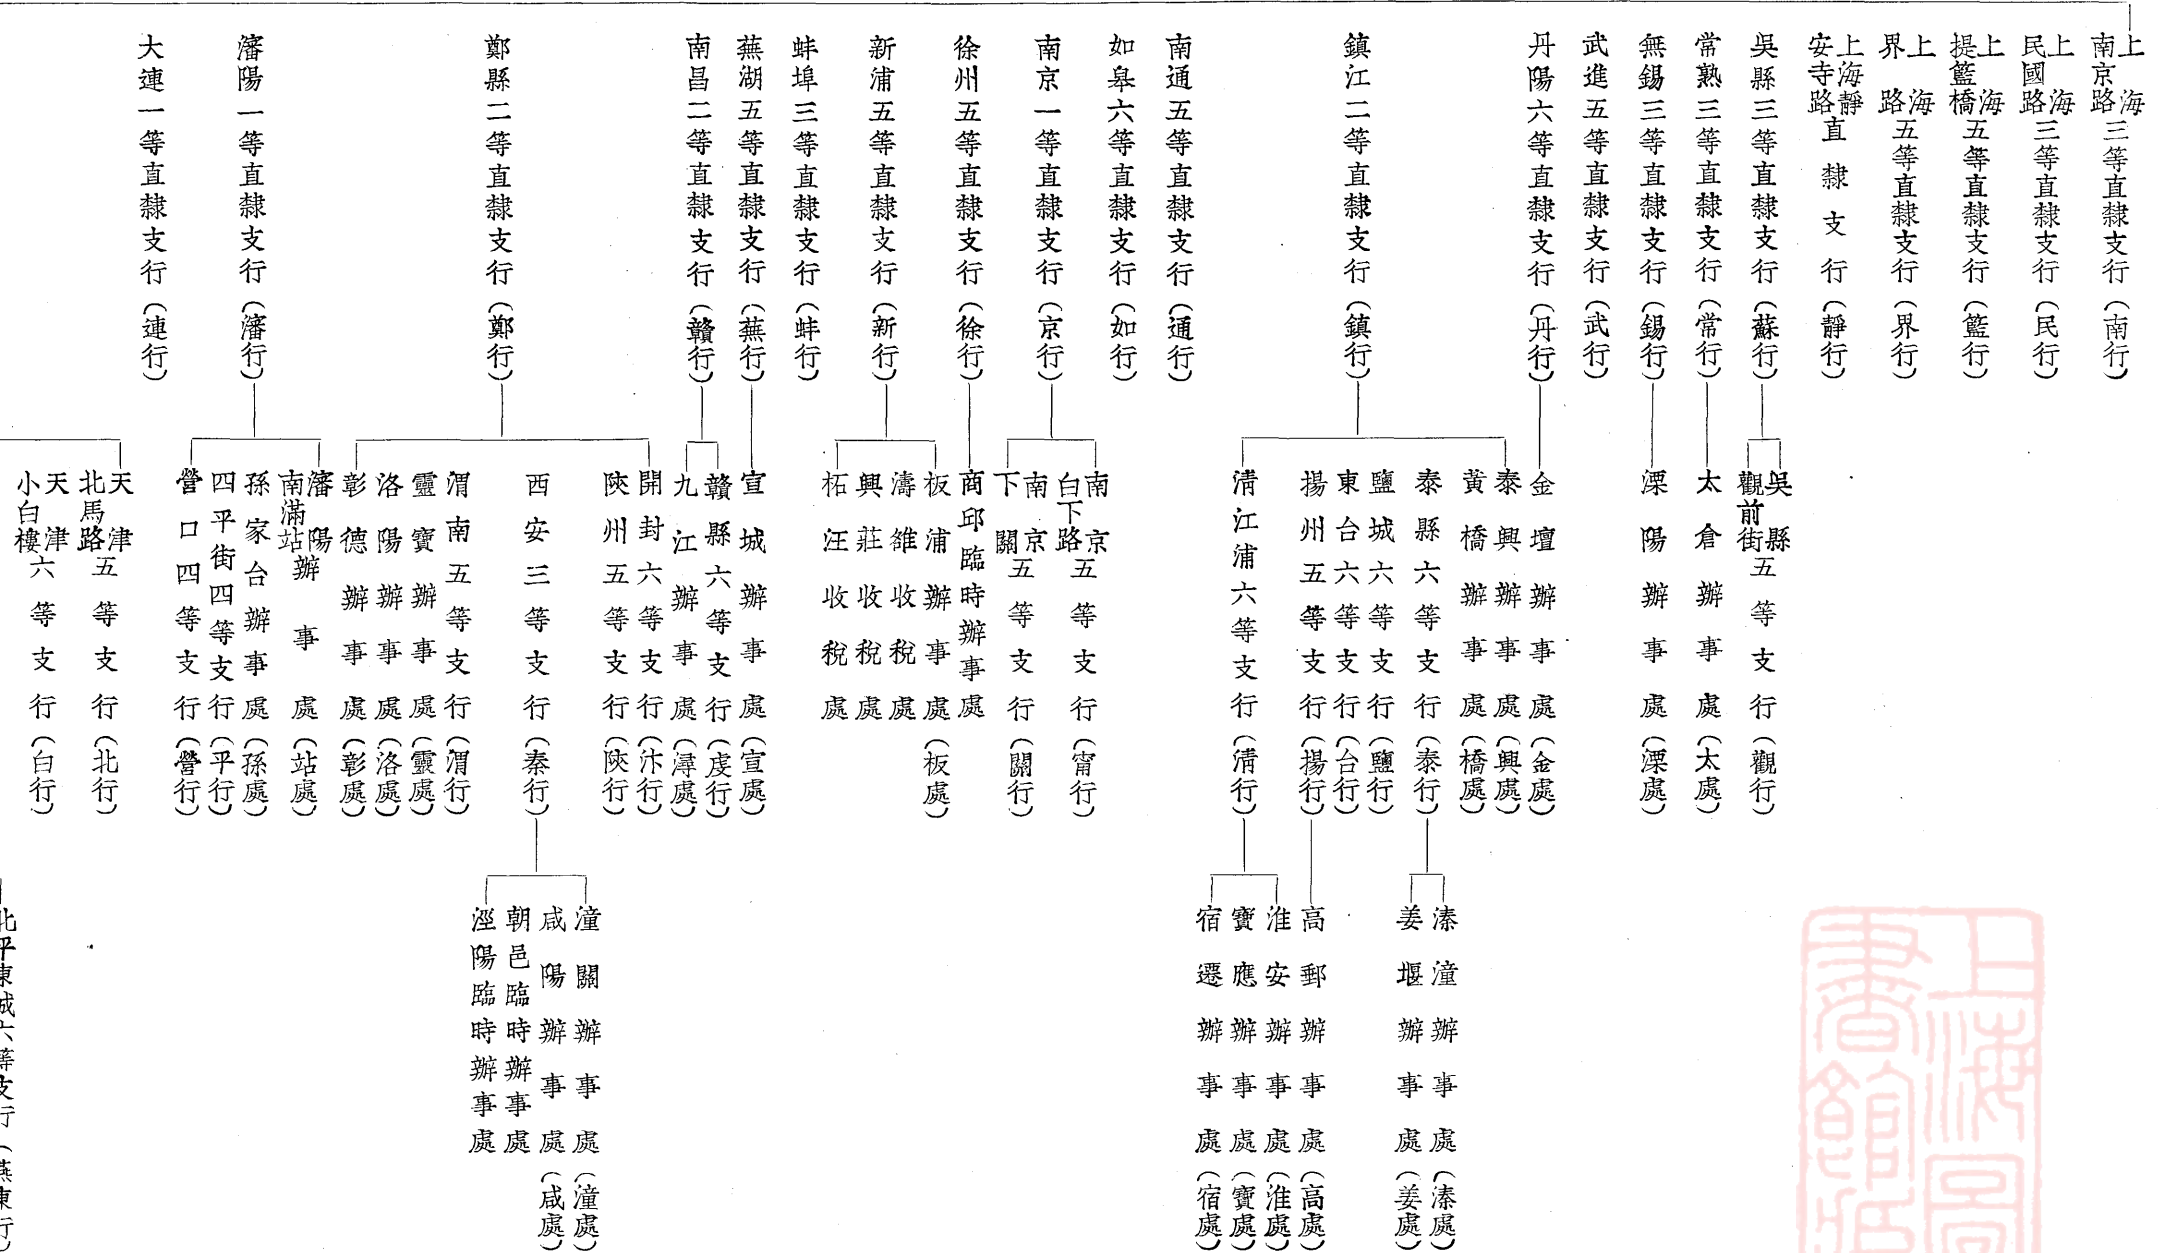 上海南京路三等直隸支行(南行)
上海民國路三等直隸支行(民行)
上海提籃橋五等直隸支行(籃行)
上海界路五等直隸支行(界行)
上海靜安寺路直隸支行(靜行)
吳縣三等直隸支行(蘇行)
常熟三等直隸支行(常行)
無錫三等直隸支行(錫行)
武進五等直隸支行(武行)
丹陽六等直隸支行(丹行)
鎮江二等直隸支行(鎮行)
南通五等直隸支行(通行)
如皋六等直隸支行(如行)
南京一等直隸支行(京行)
徐州五等直隸支行(徐行)
新浦五等直隸支行(新行)
蚌埠三等直隸支行(蚌行)
蕪湖五等直隸支行(蕪行)
南昌二等直隸支行(贛行)
鄭縣二等直隸支行(鄭行)
瀋陽一等直隸支行(瀋行)
大連一等直隸支行(連行)
吳縣觀前街五等支行(觀行)
太倉辦事處(太處)
溧陽辦事處(溧處)
金壇辦事處(金處)
泰興辦事處(興處)
黃橋辦事處(橋處)
泰縣六等支行(泰行)
鹽城六等支行(鹽行)
東台六等支行(台行)
揚州五等支行(揚行)
清江浦六等支行(清行)
南京白下路五等支行(甯行)
南京下關五等支行(關行)
商邱臨時辦事處
板浦辦事處(板處)
濤雒收稅處
興莊收稅處
柘汪收稅處
宣城辦事處(宣處)
贛縣六等支行(虔行)
九江辦事處(潯處)
開封六等支行(汴行)
陝州五等支行(陝行)
西安三等支行(秦行)
渭南五等支行(渭行)
靈寶辦事處(靈處)
洛陽辦事處(洛處)
彰德辦事處(彰處)
瀋陽南滿站辦事處(站處)
孫家台辦事處(孫處)
四平街四等支行(平行)
營口四等支行(營行)
天津北馬路五等支行(北行)
天津小白樓六等支行(白行)
溱潼辦事處(溱處)
姜堰辦事處(姜處)
高郵辦事處(高處)
淮安辦事處(淮處)
寶應辦事處(寶處)
宿遷辦事處(宿處)
潼關辦事處(潼處)
咸陽辦事處(咸處)
朝邑臨時辦事處
涇陽臨時辦事處
北平東城六等支行(燕東行)
上海圖書館藏